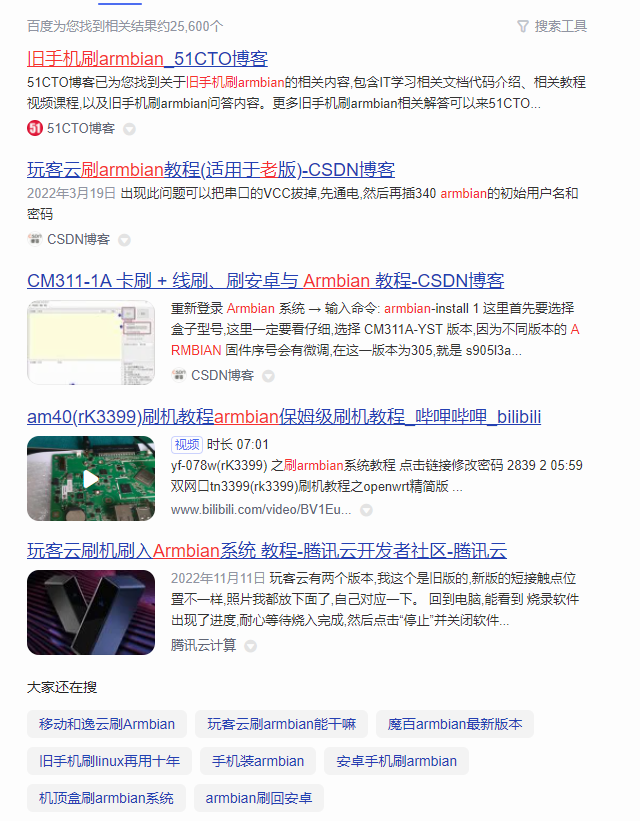 百度为您找到相关结果约25,600个
搜索工具
旧手机刷armbian_51CTO博客
51CTO博客已为您找到关于旧手机刷armbian的相关内容,包含IT学习相关文档代码介绍、相关教程
视频课程,以及旧手机刷armbian问答内容。更多旧手机刷armbian相关解答可以来51CTO...
51CTO博客
玩客云刷armbian教程(适用于老版)-CSDN博客
2022年3月19日 出现此问题可以把串口的VCC拔掉,先通电,然后再插340 armbian的初始用户名和
密码
CSDN博客
CM311-1A 卡刷 + 线刷、刷安卓与 Armbian 教程-CSDN博客
重新登录 Armbian 系统 → 输入命令: armbian-install 1 这里首先要选择
盒子型号,这里一定要看仔细,选择 CM311A-YST 版本,因为不同版本的 A
RMBIAN 固件序号会有微调,在这一版本为305,就是 s905l3a...
CSDN博客
am40(rK3399)刷机教程armbian保姆级刷机教程_哔哩哔哩_bilibili
视频 时长 07:01
yf-078w(rK3399) 之刷armbian系统教程 点击链接修改密码 2839 2 05:59
双网口tn3399(rk3399)刷机教程之openwrt精简版 ...
www.bilibili.com/video/BV1Eu...
玩客云刷机刷入Armbian系统 教程-腾讯云开发者社区-腾讯云
2022年11月11日 玩客云有两个版本,我这个是旧版的,新版的短接触点位
置不一样,照片我都放下面了,自己对应一下。 回到电脑,能看到 烧录软件
出现了进度,耐心等待烧入完成,然后点击“停止”并关闭软件...
腾讯云计算
大家还在搜
移动和逸云刷Armbian
玩客云刷armbian能干嘛
魔百armbian最新版本
旧手机刷linux再用十年
手机装armbian
安卓手机刷armbian
机顶盒刷armbian系统
armbian刷回安卓